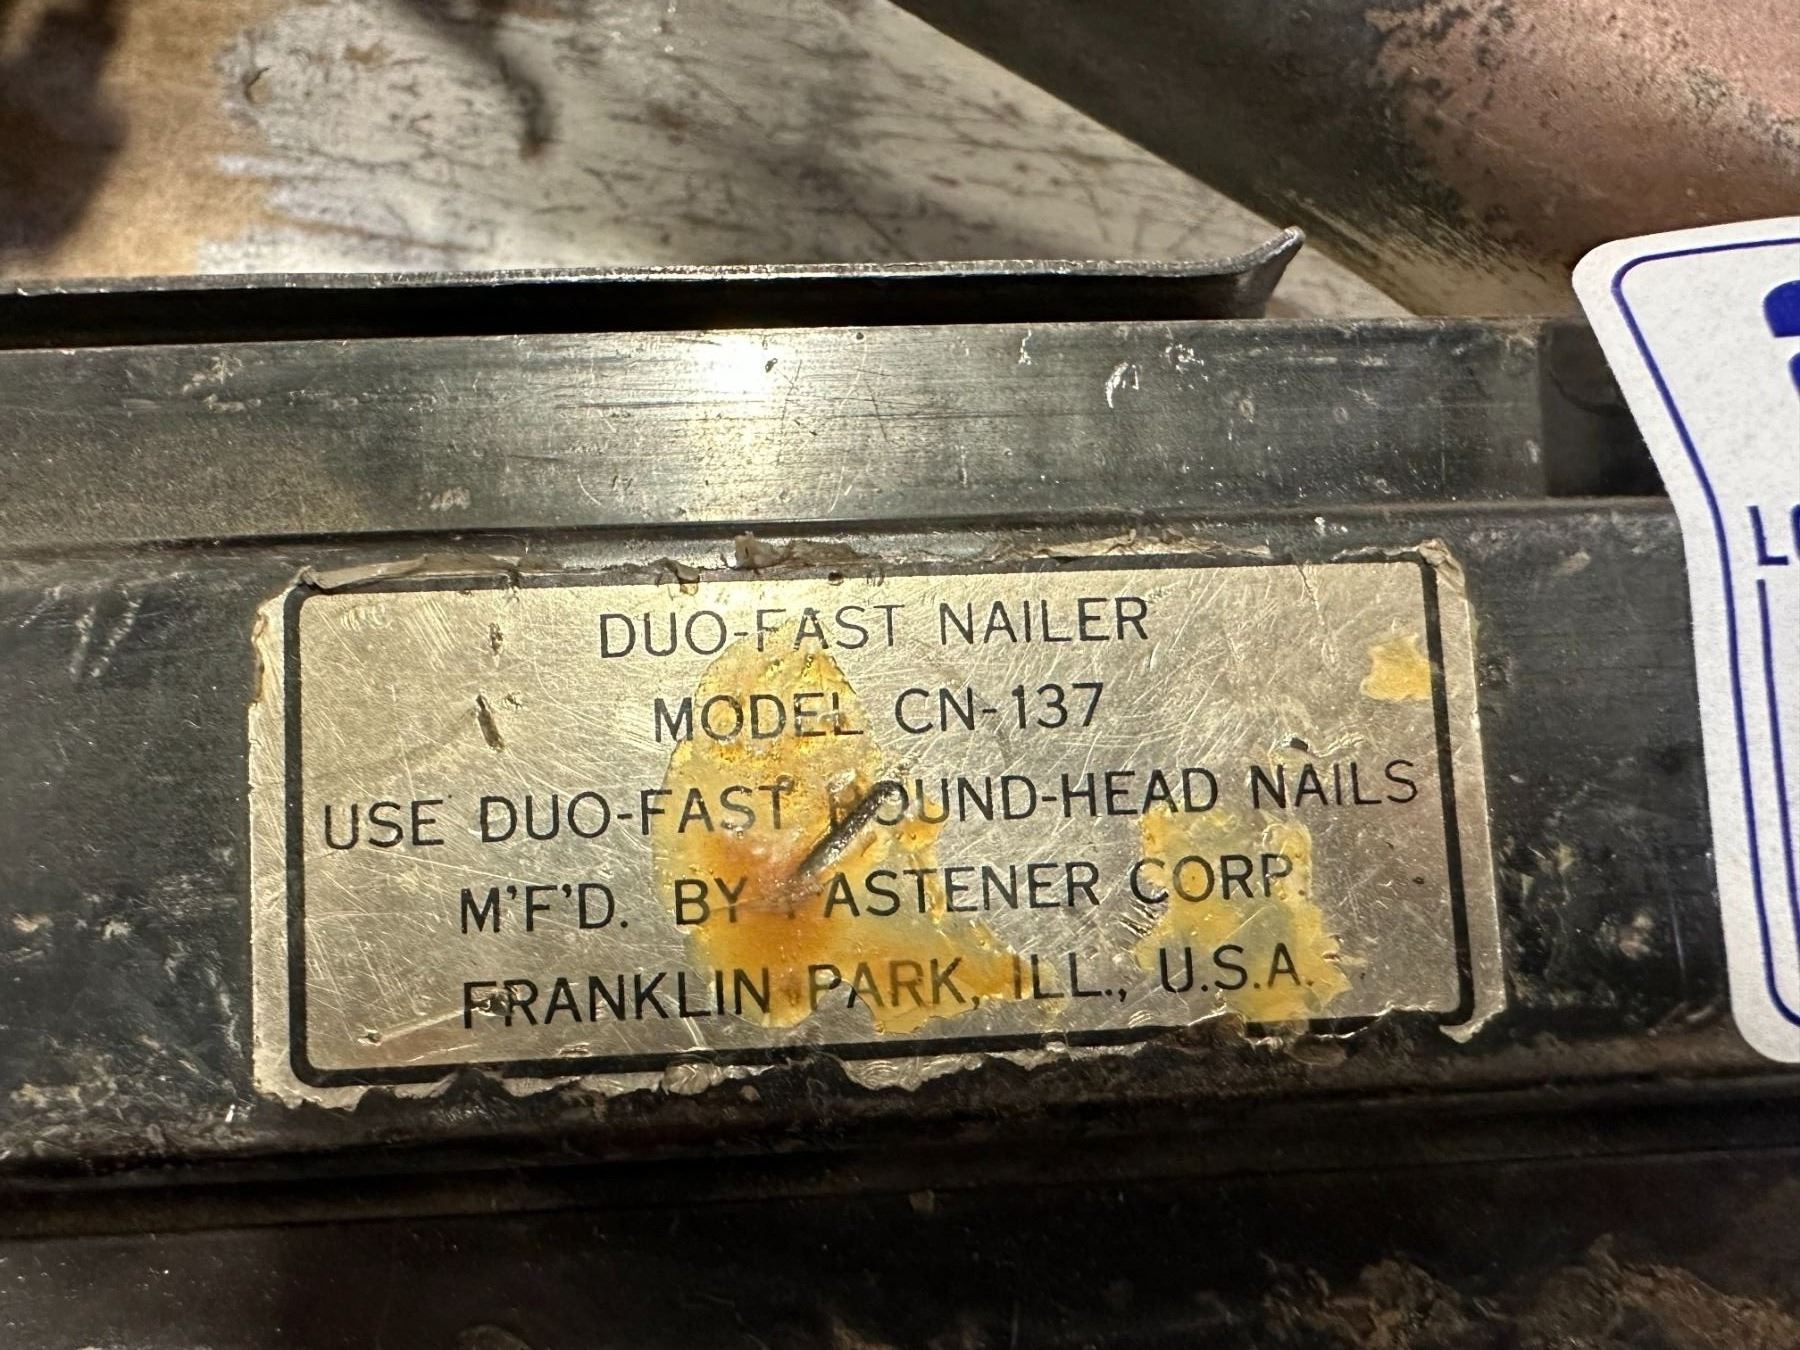 DUO-FAST NAILER
MODEL CN-137
USE DUO-FAST ROUND-HEAD NAILS
M'F'D. BY FASTENER CORP.
FRANKLIN PARK, ILL., U.S.A.